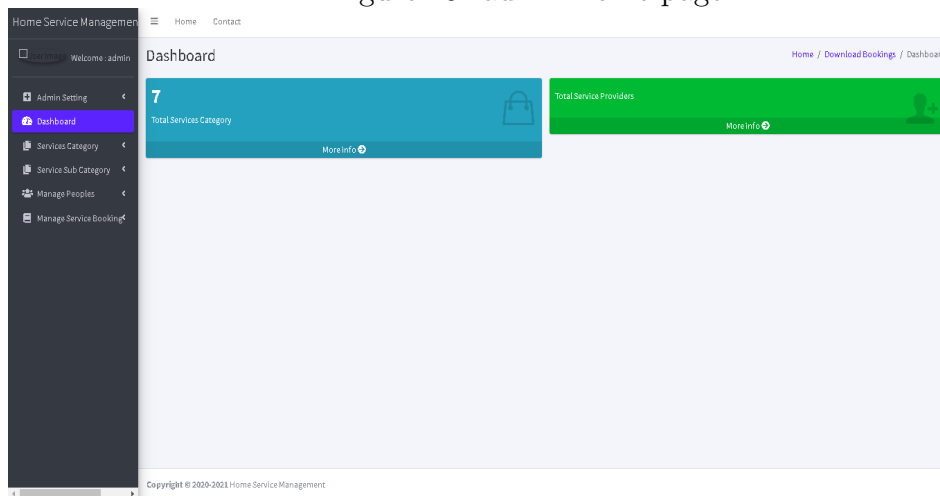 Home Service Managemen
Home
Contact
Welcome : admin
Dashboard
Home / Download Bookings / Dashboar
Admin Setting
Dashboard
Services Category
Service Sub Category
Manage Peoples
Manage Service Booking
7
Total Services Category
More info
Total Service Providers
More info
Copyright © 2020-2021 Home Service Management